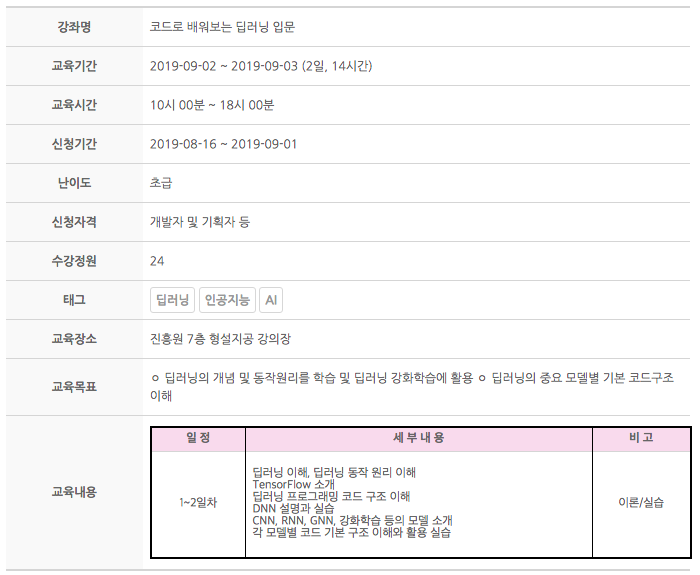 강좌명 코드로 배워보는 딥러닝 입문
교육기간 2019-09-02 ~ 2019-09-03 (2일, 14시간)
교육시간 10시 00분 ~ 18시 00분
신청기간 2019-08-16 ~ 2019-09-01
난이도 초급
신청자격 개발자 및 기획자 등
수강정원 24
태그 딥러닝 인공지능 AI
교육장소 진흥원 7층 형설지공 강의장
교육목표 ㅇ 딥러닝의 개념 및 동작원리를 학습 및 딥러닝 강화학습에 활용 ㅇ 딥러닝의 중요 모델별 기본 코드구조
이해
교육내용
일 정 세 부 내 용 비 고
1~2일차
딥러닝 이해, 딥러닝 동작 원리 이해
TensorFlow 소개
딥러닝 프로그래밍 코드 구조 이해
DNN 설명과 실습
CNN, RNN, GNN, 강화학습 등의 모델 소개
각 모델별 코드 기본 구조 이해와 활용 실습
이론/실습